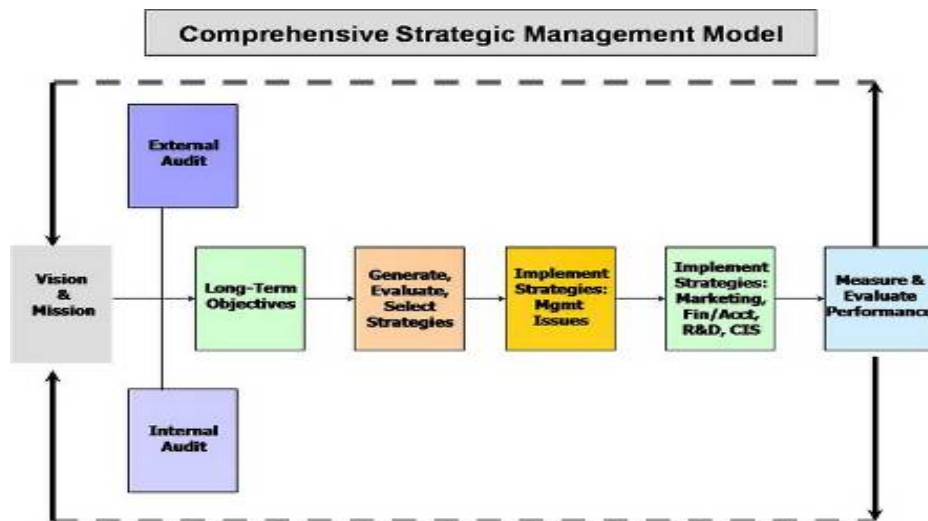 Comprehensive Strategic Management Model
External
Audit
Vision
&
Mission
Long-Term
Objectives
Generate,
Evaluate,
Select
Strategies
Implement
Strategies:
Mgmt
Issues
Implement
Strategies:
Marketing,
Fin/Acct,
R&D, CIS
Measure &
Evaluate
Performance
Internal
Audit